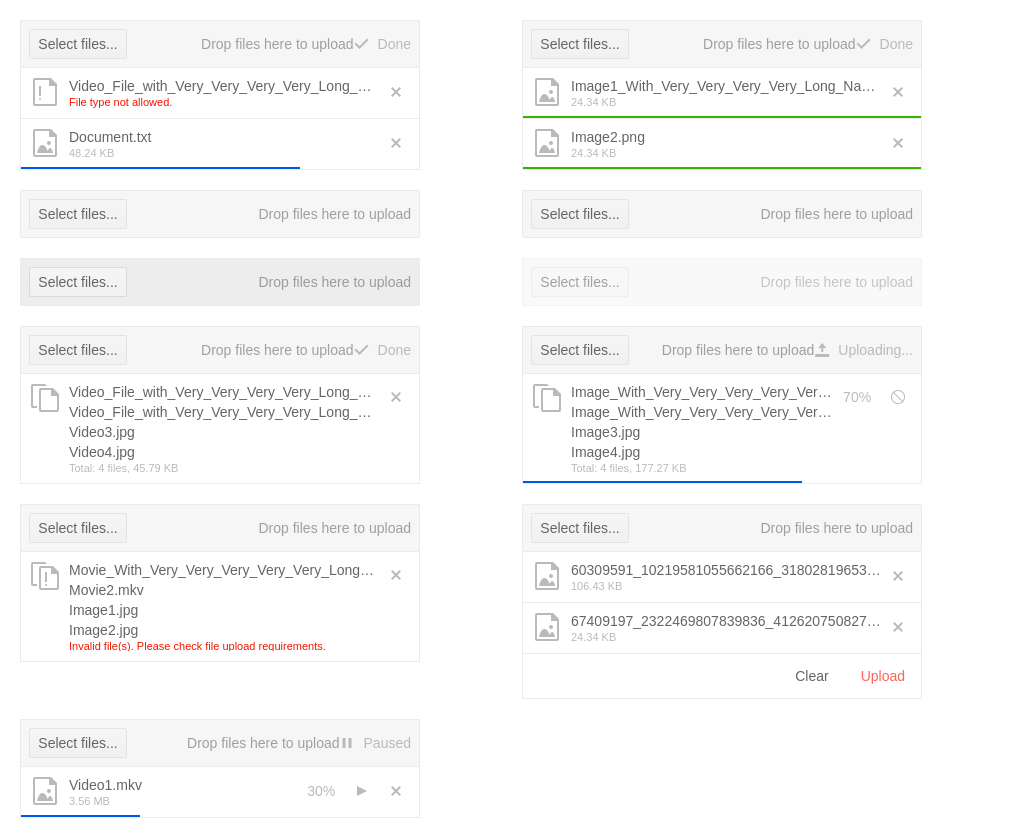 Select files... Drop files here to upload Done
Video_File_with_Very_Very_Very_Very_Long_...
File type not allowed.
Document.txt
48.24 KB
Select files... Drop files here to upload Done
Image1_With_Very_Very_Very_Very_Long_Na...
24.34 KB
Image2.png
24.34 KB
Select files... Drop files here to upload
Select files... Drop files here to upload
Select files... Drop files here to upload
Select files... Drop files here to upload
Select files... Drop files here to upload Done
Video_File_with_Very_Very_Very_Very_Long_...
Video_File_with_Very_Very_Very_Very_Long_...
Video3.jpg
Video4.jpg
Total: 4 files, 45.79 KB
Select files... Drop files here to upload Uploading...
Image_With_Very_Very_Very_Very_Ver... 70%
Image_With_Very_Very_Very_Very_Ver...
Image3.jpg
Image4.jpg
Total: 4 files, 177.27 KB
Select files... Drop files here to upload
Movie_With_Very_Very_Very_Very_Very_Long...
Movie2.mkv
Image1.jpg
Image2.jpg
Invalid file(s). Please check file upload requirements.
Select files... Drop files here to upload
60309591_10219581055662166_31802819653...
106.43 KB
67409197_2322469807839836_412620750827...
24.34 KB
Clear Upload
Select files... Drop files here to upload Paused
Video1.mkv 30%
3.56 MB